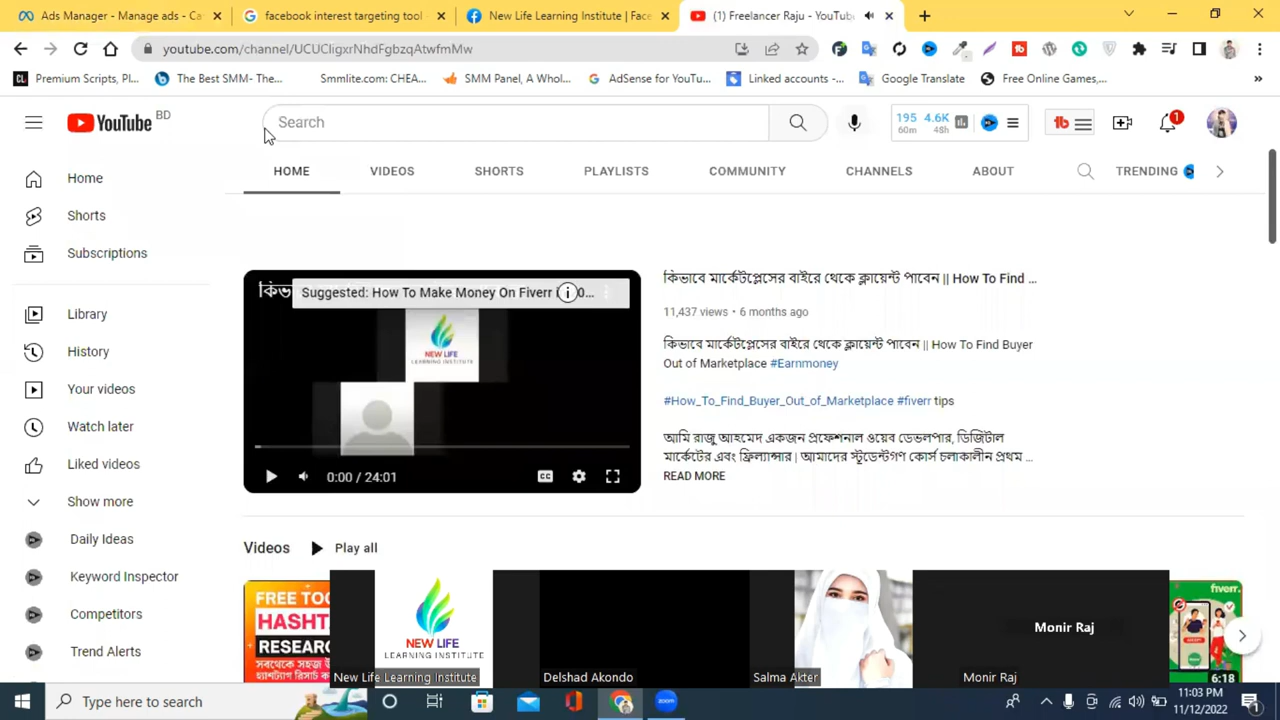 Ads Manager - Manage ads - Ca
facebook interest targeting tool -
New Life Learning Institute | Face
(1) Freelancer Raju - YouTube
youtube.com/channel/UCUCligxrNhdFgbzqAtwfmMw
Premium Scripts, Pl...
The Best SMM- The...
Smmlite.com: CHEA...
SMM Panel, A Whol...
AdSense for YouTu...
Linked accounts -...
Google Translate
Free Online Games,...
YouTube BD
Search
195 4.6K
60m 48h
1
HOME
VIDEOS
SHORTS
PLAYLISTS
COMMUNITY
CHANNELS
ABOUT
TRENDING
Home
Shorts
Subscriptions
Library
History
Your videos
Watch later
Liked videos
Show more
Daily Ideas
Keyword Inspector
Competitors
Trend Alerts
Suggested: How To Make Money On Fiverr
NEW LIFE
LEARNING INSTITUTE
0:00 / 24:01
কিভাবে মার্কেটপ্লেসের বাইরে থেকে ক্লায়েন্ট পাবেন || How To Find ...
11,437 views • 6 months ago
কিভাবে মার্কেটপ্লেসের বাইরে থেকে ক্লায়েন্ট পাবেন || How To Find Buyer
Out of Marketplace #Earnmoney
#How_To_Find_Buyer_Out_of_Marketplace #fiverr tips
আমি রাজু আহমেদ একজন প্রফেশনাল ওয়েব ডেভলপার, ডিজিটাল
মার্কেটের এবং ফ্রিল্যান্সার। আমাদের স্টুডেন্টগণ কোর্স চলাকালীন প্রথম ...
READ MORE
Videos
Play all
FREE TOO
HASHT
RESEAR
NEW LIFE
LEARNING INSTITUTE
New Life Learning Institute
Delshad Akondo
Salma Akter
Monir Raj
Monir Raj
fiverr.
6:18
Type here to search
11:03 PM
11/12/2022
1